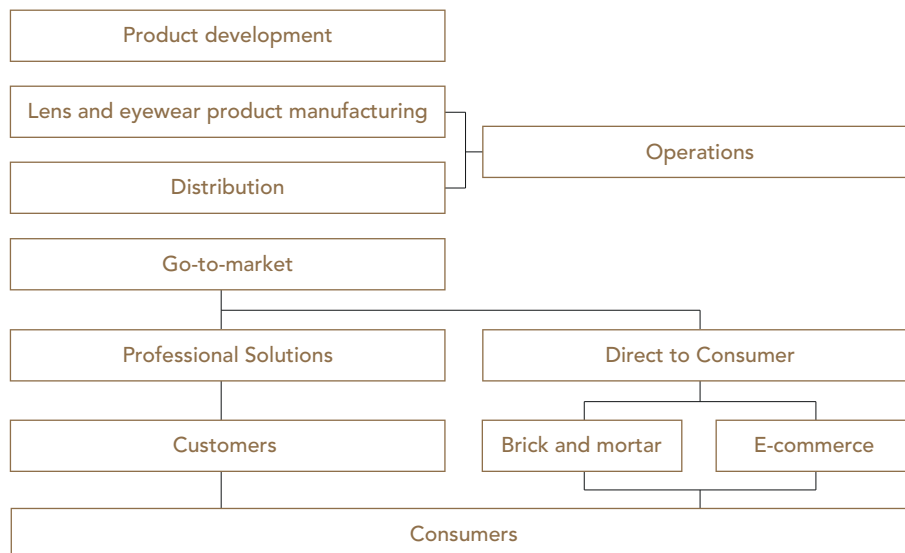 Product development
Lens and eyewear product manufacturing
Operations
Distribution
Go-to-market
Professional Solutions
Direct to Consumer
Customers
Brick and mortar
E-commerce
Consumers